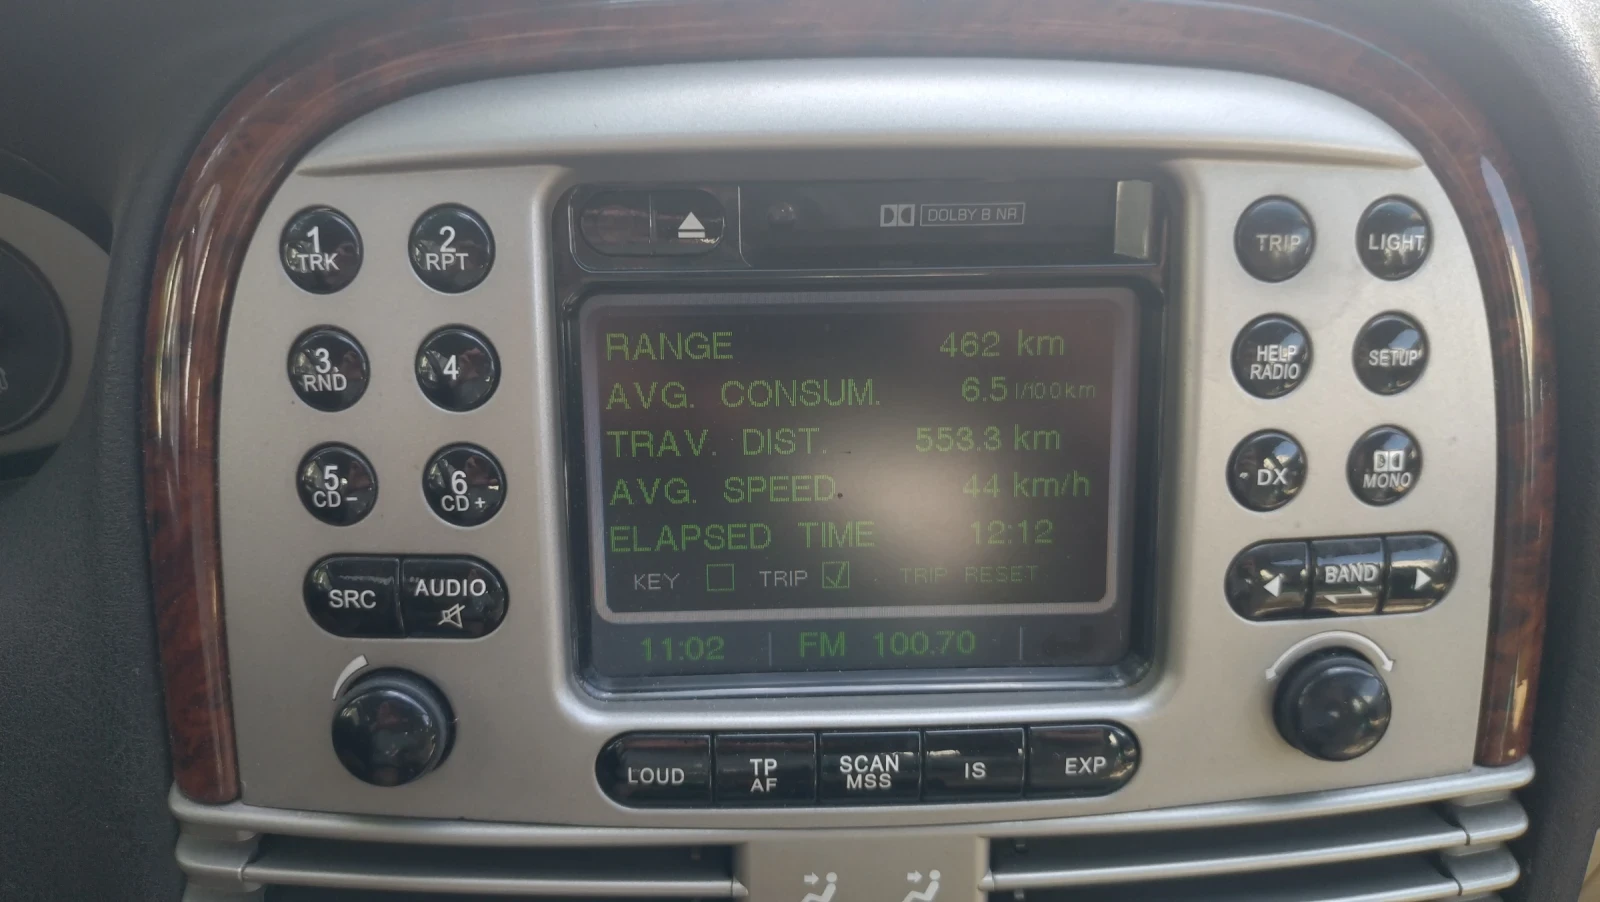 DOLBY B NR
1 TRK
2 RPT
TRIP
LIGHT
RANGE 462 km
3 RND
4
HELP RADIO
SETUP
AVG. CONSUM. 6.5 l/100km
TRAV. DIST. 553.3 km
5 CD-
6 CD+
DX
MONO
AVG. SPEED. 44 km/h
ELAPSED TIME 12:12
KEY TRIP TRIP RESET
SRC
AUDIO
BAND
11:02 | FM 100.70 |
LOUD
TP AF
SCAN MSS
IS
EXP